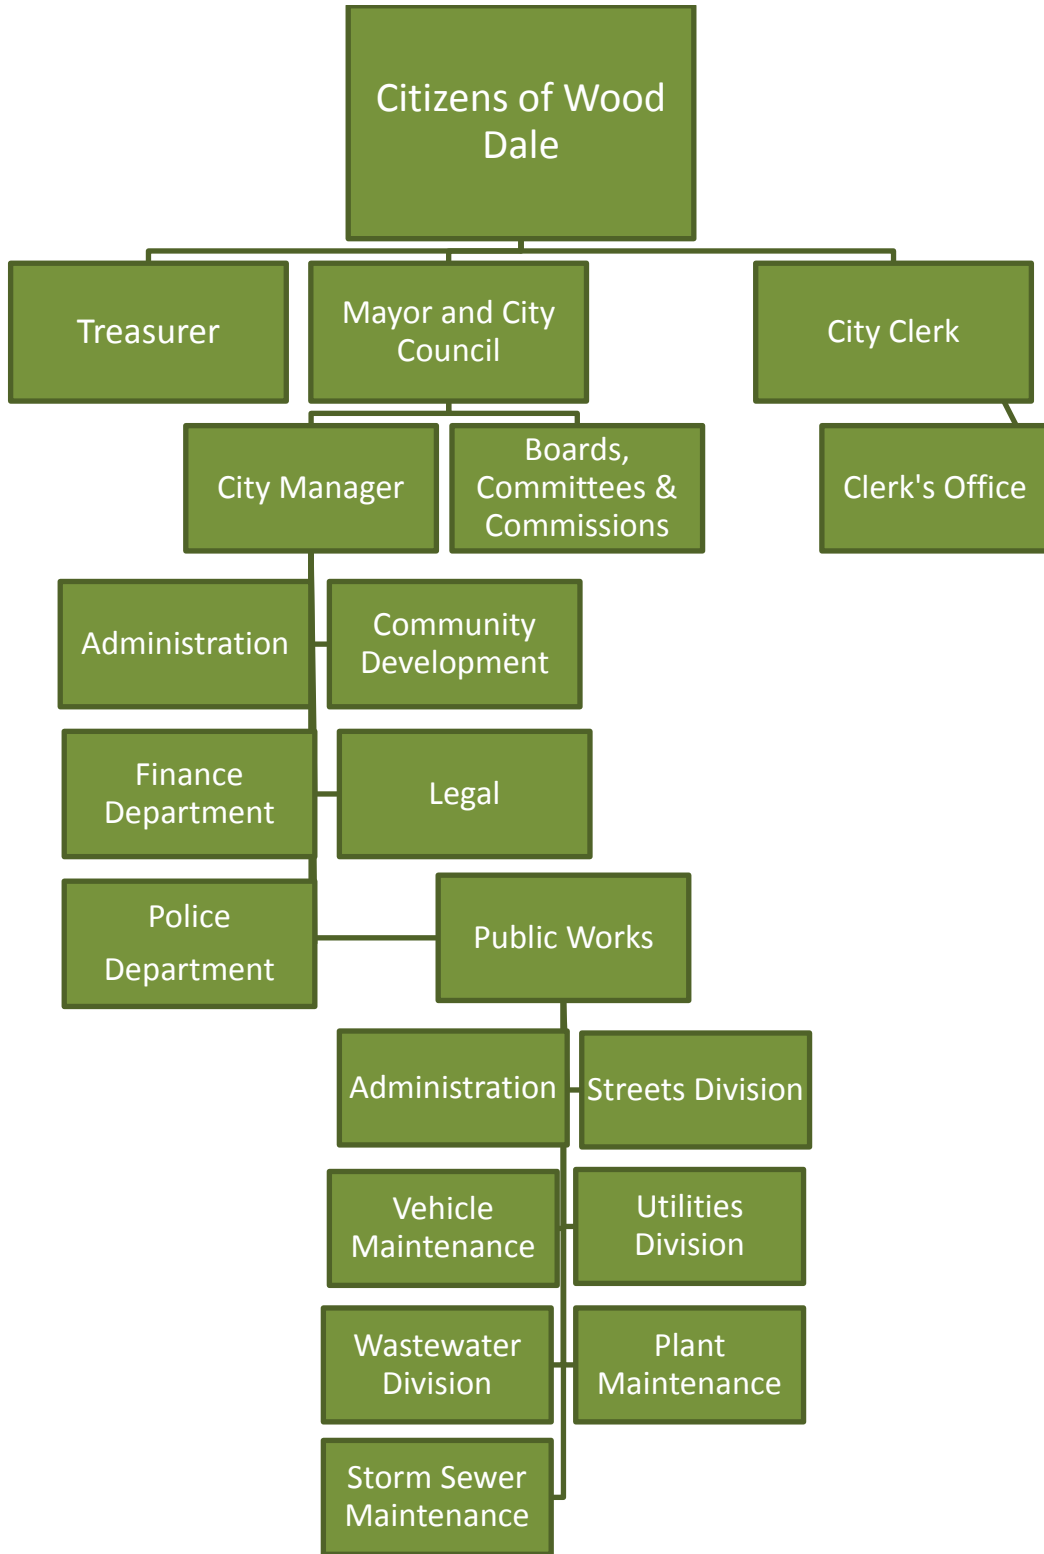 Citizens of Wood
Dale
Treasurer
Mayor and City
Council
City Clerk
City Manager
Boards,
Committees &
Commissions
Clerk's Office
Administration
Community
Development
Finance
Department
Legal
Police
Department
Public Works
Administration
Streets Division
Vehicle
Maintenance
Utilities
Division
Wastewater
Division
Plant
Maintenance
Storm Sewer
Maintenance